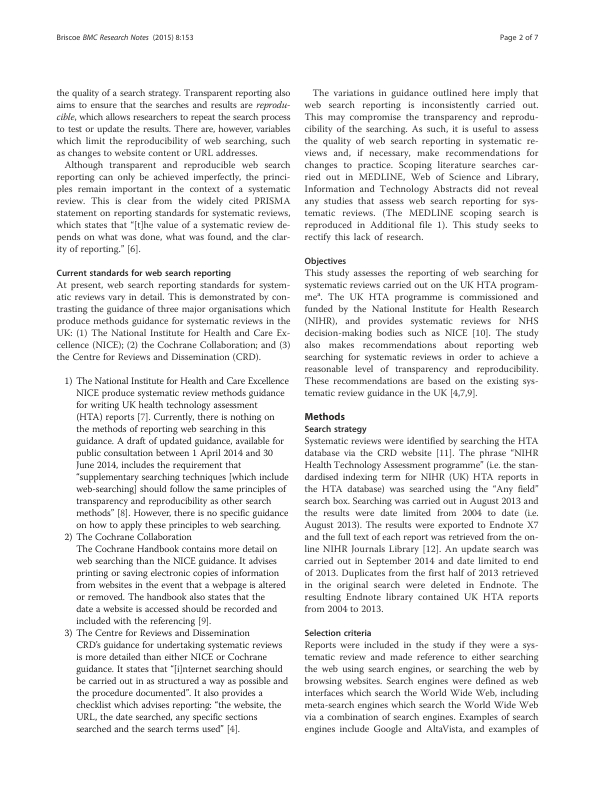 Briscoe BMC Research Notes (2015) 8:153
Page 2 of 7
the quality of a search strategy. Transparent reporting also
aims to ensure that the searches and results are reprodu-
cible, which allows researchers to repeat the search process
to test or update the results. There are, however, variables
which limit the reproducibility of web searching, such
as changes to website content or URL addresses.
Although transparent and reproducible web search
reporting can only be achieved imperfectly, the princi-
ples remain important in the context of a systematic
review. This is clear from the widely cited PRISMA
statement on reporting standards for systematic reviews,
which states that “[t]he value of a systematic review de-
pends on what was done, what was found, and the clar-
ity of reporting.” [6].
Current standards for web search reporting
At present, web search reporting standards for system-
atic reviews vary in detail. This is demonstrated by con-
trasting the guidance of three major organisations which
produce methods guidance for systematic reviews in the
UK: (1) The National Institute for Health and Care Ex-
cellence (NICE); (2) the Cochrane Collaboration; and (3)
the Centre for Reviews and Dissemination (CRD).
1) The National Institute for Health and Care Excellence
NICE produce systematic review methods guidance
for writing UK health technology assessment
(HTA) reports [7]. Currently, there is nothing on
the methods of reporting web searching in this
guidance. A draft of updated guidance, available for
public consultation between 1 April 2014 and 30
June 2014, includes the requirement that
“supplementary searching techniques [which include
web-searching] should follow the same principles of
transparency and reproducibility as other search
methods” [8]. However, there is no specific guidance
on how to apply these principles to web searching.
2) The Cochrane Collaboration
The Cochrane Handbook contains more detail on
web searching than the NICE guidance. It advises
printing or saving electronic copies of information
from websites in the event that a webpage is altered
or removed. The handbook also states that the
date a website is accessed should be recorded and
included with the referencing [9].
3) The Centre for Reviews and Dissemination
CRD’s guidance for undertaking systematic reviews
is more detailed than either NICE or Cochrane
guidance. It states that “[i]nternet searching should
be carried out in as structured a way as possible and
the procedure documented”. It also provides a
checklist which advises reporting: “the website, the
URL, the date searched, any specific sections
searched and the search terms used” [4].
The variations in guidance outlined here imply that
web search reporting is inconsistently carried out.
This may compromise the transparency and reprodu-
cibility of the searching. As such, it is useful to assess
the quality of web search reporting in systematic re-
views and, if necessary, make recommendations for
changes to practice. Scoping literature searches car-
ried out in MEDLINE, Web of Science and Library,
Information and Technology Abstracts did not reveal
any studies that assess web search reporting for sys-
tematic reviews. (The MEDLINE scoping search is
reproduced in Additional file 1). This study seeks to
rectify this lack of research.
Objectives
This study assesses the reporting of web searching for
systematic reviews carried out on the UK HTA program-
meª. The UK HTA programme is commissioned and
funded by the National Institute for Health Research
(NIHR), and provides systematic reviews for NHS
decision-making bodies such as NICE [10]. The study
also makes recommendations about reporting web
searching for systematic reviews in order to achieve a
reasonable level of transparency and reproducibility.
These recommendations are based on the existing sys-
tematic review guidance in the UK [4,7,9].
Methods
Search strategy
Systematic reviews were identified by searching the HTA
database via the CRD website [11]. The phrase “NIHR
Health Technology Assessment programme” (i.e. the stan-
dardised indexing term for NIHR (UK) HTA reports in
the HTA database) was searched using the “Any field”
search box. Searching was carried out in August 2013 and
the results were date limited from 2004 to date (i.e.
August 2013). The results were exported to Endnote X7
and the full text of each report was retrieved from the on-
line NIHR Journals Library [12]. An update search was
carried out in September 2014 and date limited to end
of 2013. Duplicates from the first half of 2013 retrieved
in the original search were deleted in Endnote. The
resulting Endnote library contained UK HTA reports
from 2004 to 2013.
Selection criteria
Reports were included in the study if they were a sys-
tematic review and made reference to either searching
the web using search engines, or searching the web by
browsing websites. Search engines were defined as web
interfaces which search the World Wide Web, including
meta-search engines which search the World Wide Web
via a combination of search engines. Examples of search
engines include Google and AltaVista, and examples of